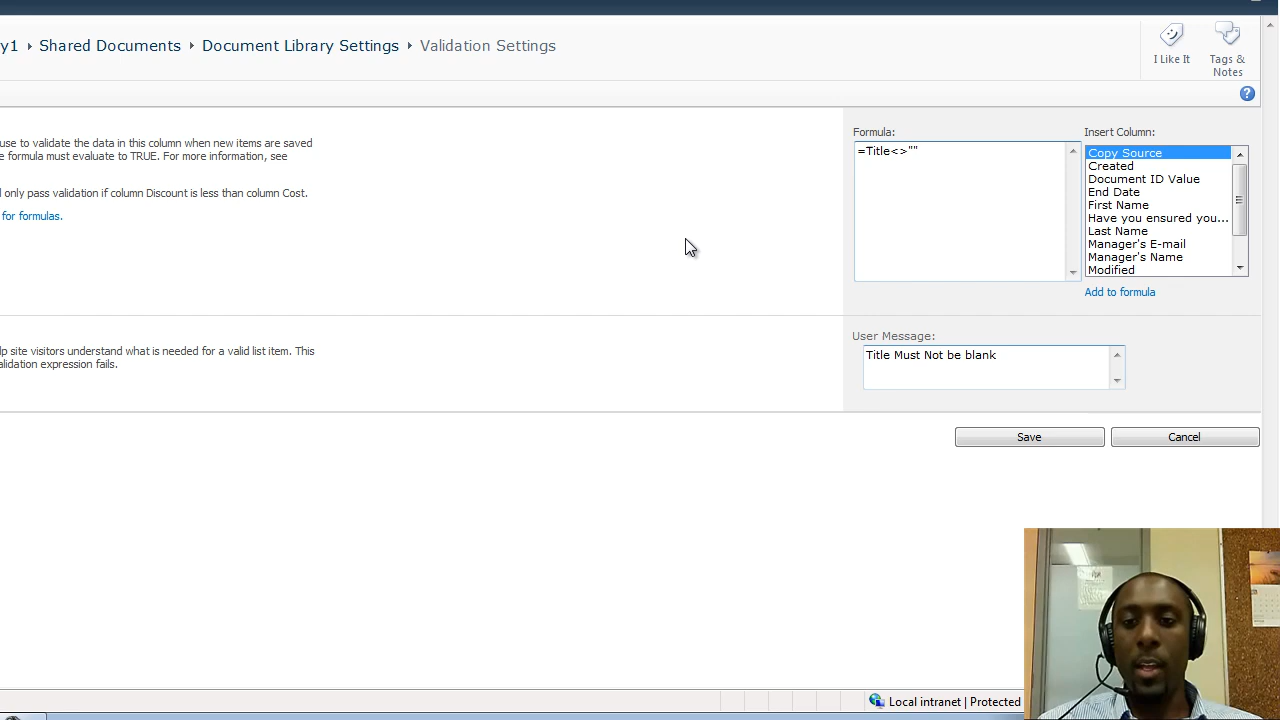 y1 ▸ Shared Documents ▸ Document Library Settings ▸ Validation Settings
I Like It
Tags &
Notes
use to validate the data in this column when new items are saved
e formula must evaluate to TRUE. For more information, see
l only pass validation if column Discount is less than column Cost.
for formulas.
Formula:
=Title<>""
Insert Column:
Copy Source
Created
Document ID Value
End Date
First Name
Have you ensured you...
Last Name
Manager's E-mail
Manager's Name
Modified
Add to formula
lp site visitors understand what is needed for a valid list item. This
alidation expression fails.
User Message:
Title Must Not be blank
Save
Cancel
Local intranet | Protected